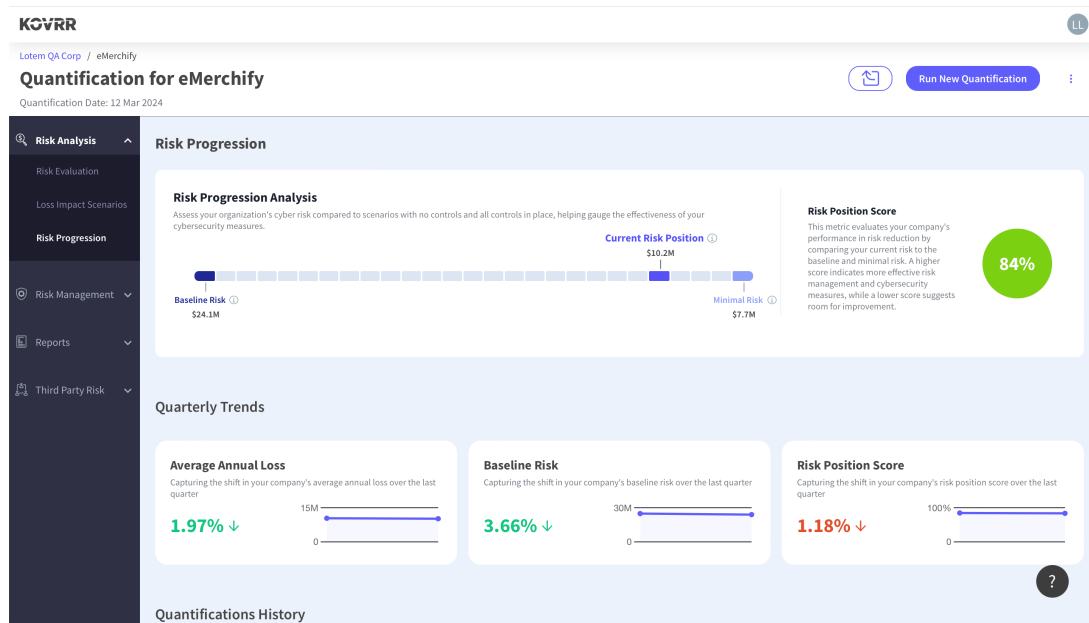 KOVRR
LL
Lotem QA Corp / eMerchify
Quantification for eMerchify
Run New Quantification
Quantification Date: 12 Mar 2024
Risk Analysis
Risk Evaluation
Loss Impact Scenarios
Risk Progression
Risk Management
Reports
Third Party Risk
Risk Progression
Risk Progression Analysis
Assess your organization's cyber risk compared to scenarios with no controls and all controls in place, helping gauge the effectiveness of your
cybersecurity measures.
Current Risk Position
$10.2M
Baseline Risk
$24.1M
Minimal Risk
$7.7M
Risk Position Score
This metric evaluates your company's
performance in risk reduction by
comparing your current risk to the
baseline and minimal risk. A higher
score indicates more effective risk
management and cybersecurity
measures, while a lower score suggests
room for improvement.
84%
Quarterly Trends
Average Annual Loss
Capturing the shift in your company's average annual loss over the last
quarter
1.97% ↓
15M
0
Baseline Risk
Capturing the shift in your company's baseline risk over the last quarter
3.66% ↓
30M
0
Risk Position Score
Capturing the shift in your company's risk position score over the last
quarter
1.18% ↓
100%
0
?
Quantifications History